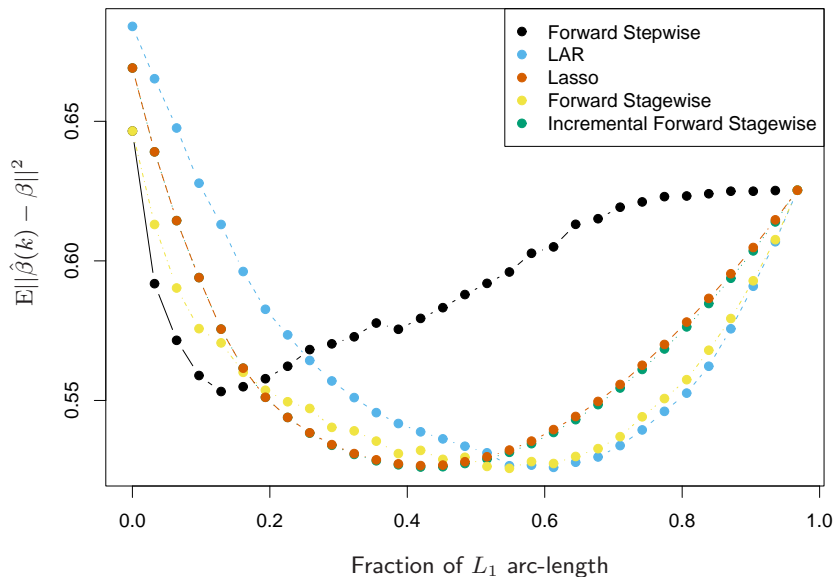 Forward Stepwise
LAR
Lasso
Forward Stagewise
Incremental Forward Stagewise
E||β̂(k) − β||²
0.65
0.60
0.55
0.0 0.2 0.4 0.6 0.8 1.0
Fraction of L₁ arc-length